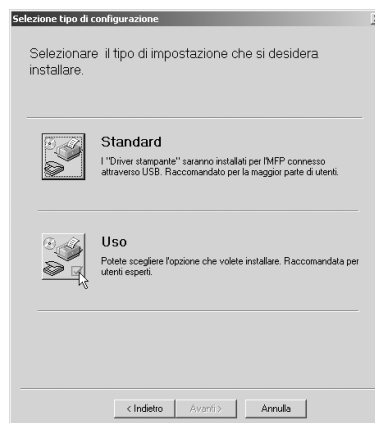 Selezione tipo di configurazione
Selezionare il tipo di impostazione che si desidera
installare.
Standard
I "Driver stampante" saranno installati per l'MFP connesso
attraverso USB. Raccomandato per la maggior parte di utenti.
Uso
Potete scegliere l'opzione che volete installare. Raccomandata per
utenti esperti.
< Indietro
Avanti >
Annulla